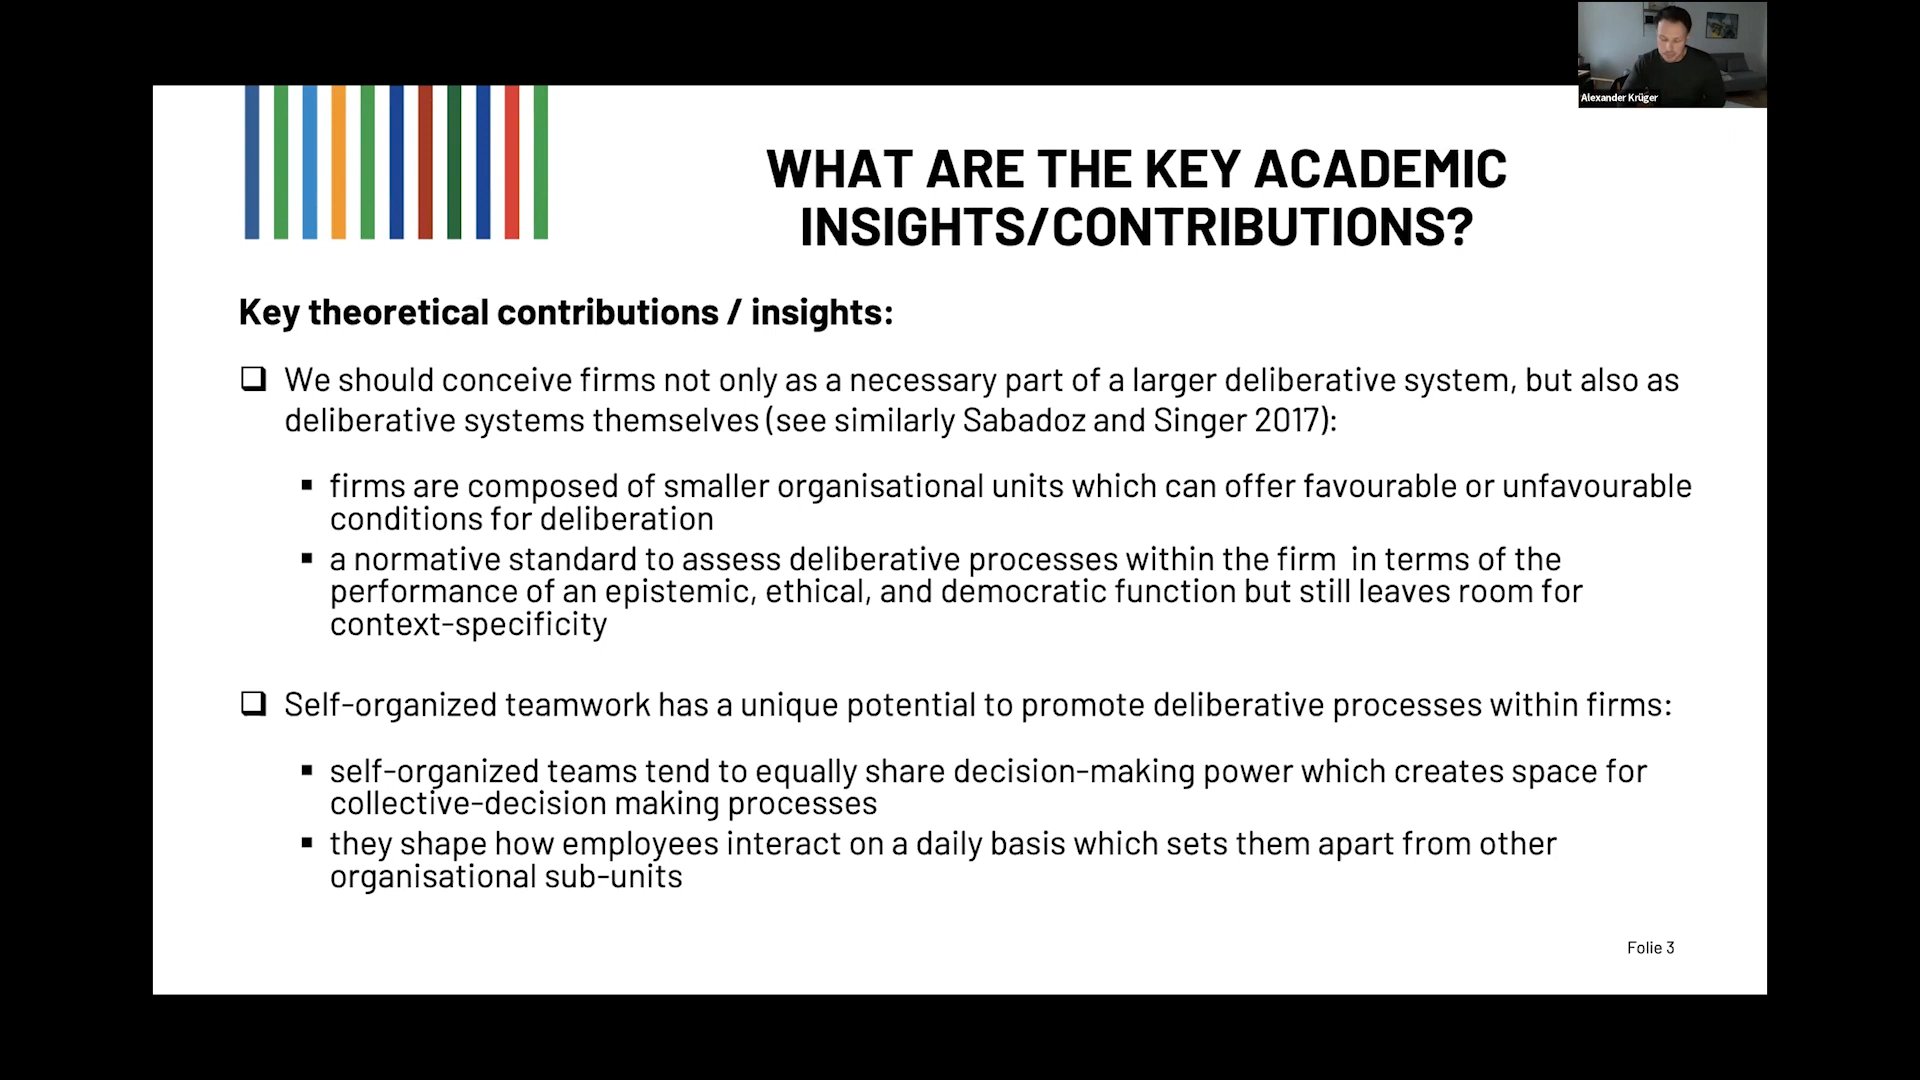 Alexander Krüger
WHAT ARE THE KEY ACADEMIC
INSIGHTS/CONTRIBUTIONS?
Key theoretical contributions / insights:
❑ We should conceive firms not only as a necessary part of a larger deliberative system, but also as
deliberative systems themselves (see similarly Sabadoz and Singer 2017):
▪ firms are composed of smaller organisational units which can offer favourable or unfavourable
conditions for deliberation
▪ a normative standard to assess deliberative processes within the firm  in terms of the
performance of an epistemic, ethical, and democratic function but still leaves room for
context-specificity
❑ Self-organized teamwork has a unique potential to promote deliberative processes within firms:
▪ self-organized teams tend to equally share decision-making power which creates space for
collective-decision making processes
▪ they shape how employees interact on a daily basis which sets them apart from other
organisational sub-units
Folie 3